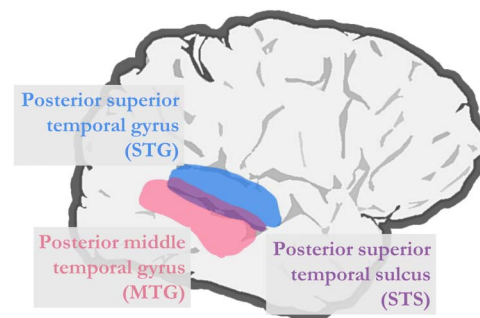 Posterior superior
temporal gyrus
(STG)
Posterior middle
temporal gyrus
(MTG)
Posterior superior
temporal sulcus
(STS)